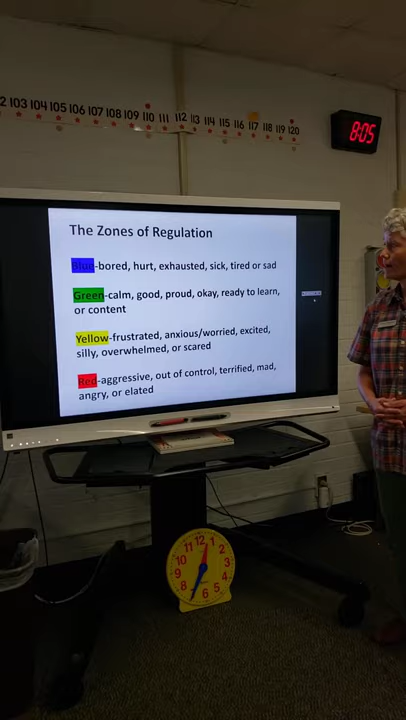 2 103 104 105 106 107 108 109 110 111 112 113 114 115 116 117 118 119 120
8:05
The Zones of Regulation
Blue-bored, hurt, exhausted, sick, tired or sad
Green-calm, good, proud, okay, ready to learn,
or content
Yellow-frustrated, anxious/worried, excited,
silly, overwhelmed, or scared
Red-aggressive, out of control, terrified, mad,
angry, or elated
12 1 2 3 4 5 6 7 8 9 10 11